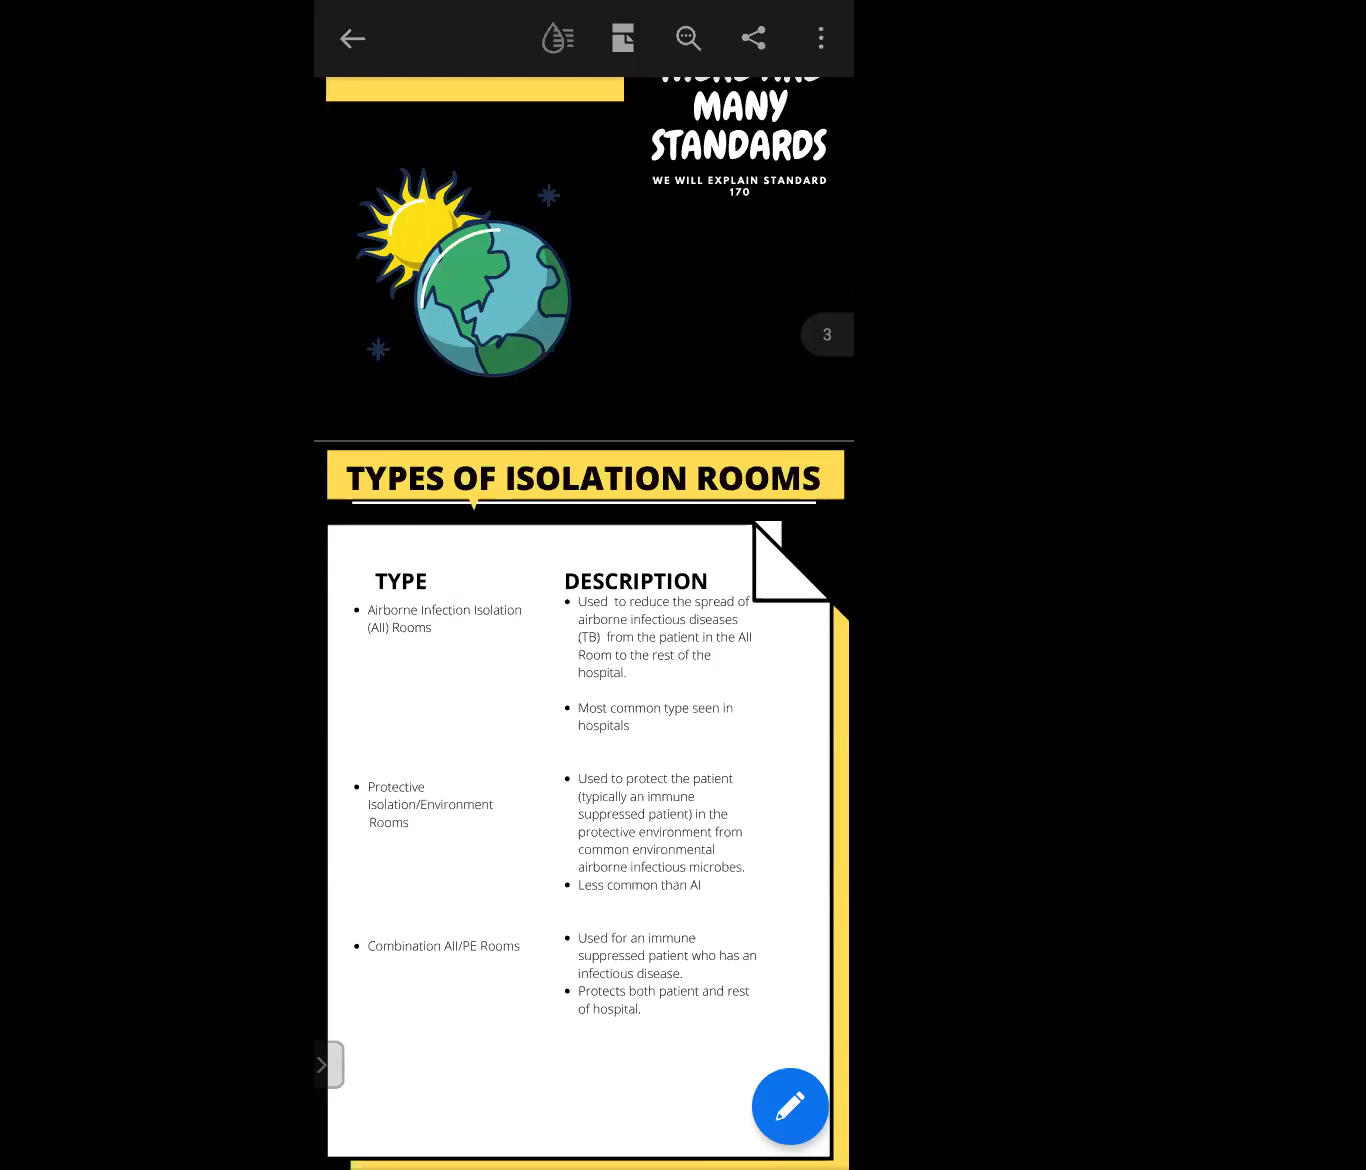 MANY
STANDARDS
WE WILL EXPLAIN STANDARD
170
3
TYPES OF ISOLATION ROOMS
TYPE
• Airborne Infection Isolation
(AII) Rooms
• Protective
Isolation/Environment
Rooms
• Combination AII/PE Rooms
DESCRIPTION
• Used to reduce the spread of
airborne infectious diseases
(TB) from the patient in the AII
Room to the rest of the
hospital.
• Most common type seen in
hospitals
• Used to protect the patient
(typically an immune
suppressed patient) in the
protective environment from
common environmental
airborne infectious microbes.
• Less common than AI
• Used for an immune
suppressed patient who has an
infectious disease.
• Protects both patient and rest
of hospital.